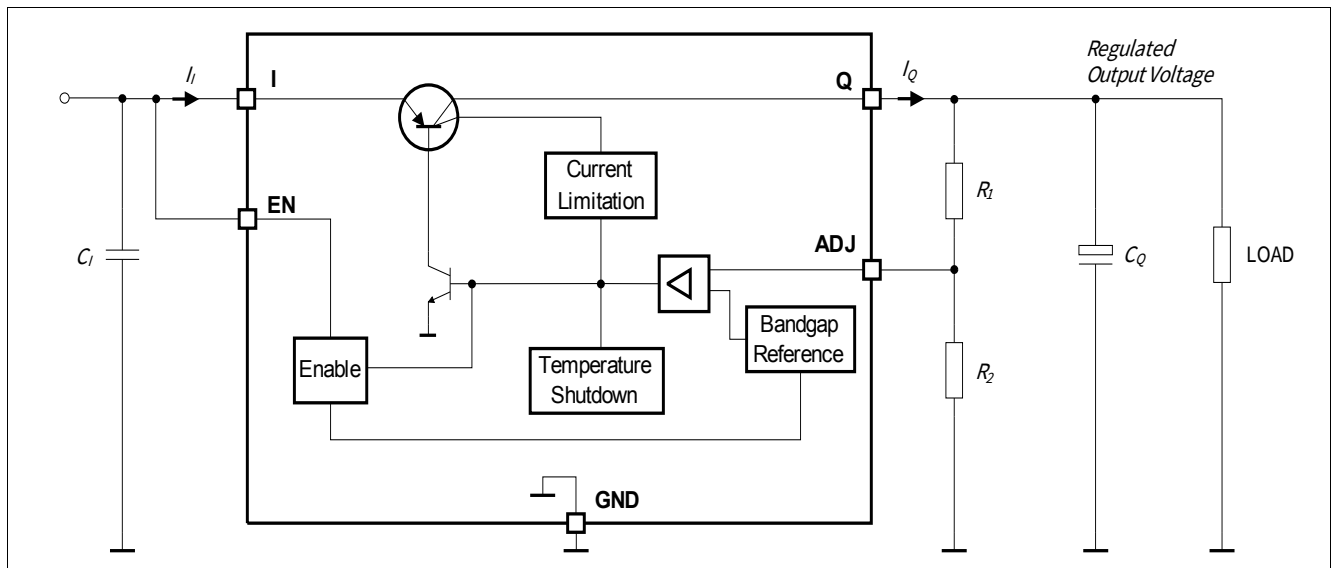 Regulated
Output Voltage
I_I
I
Q
I_Q
Current
Limitation
R_1
EN
ADJ
C_I
C_Q
LOAD
Bandgap
Reference
Enable
Temperature
Shutdown
R_2
GND